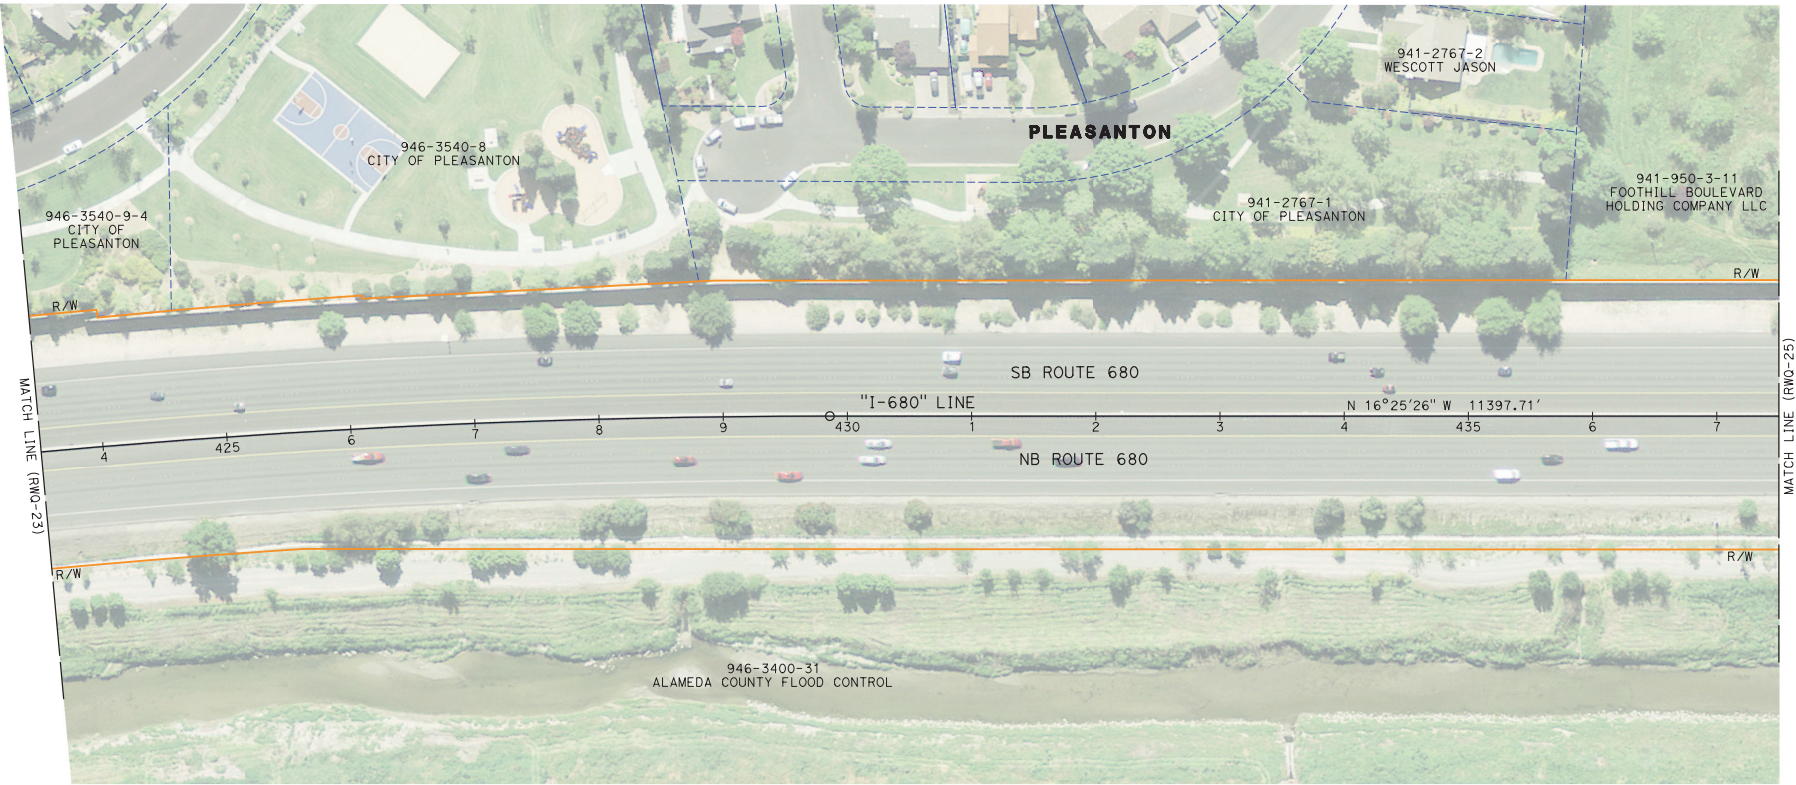 941-2767-2
WESCOTT JASON
PLEASANTON
946-3540-8
CITY OF PLEASANTON
941-950-3-11
FOOTHILL BOULEVARD
HOLDING COMPANY LLC
941-2767-1
CITY OF PLEASANTON
946-3540-9-4
CITY OF
PLEASANTON
R/W
R/W
MATCH LINE (RWQ-23)
MATCH LINE (RWQ-25)
SB ROUTE 680
"I-680" LINE
N 16°25'26" W 11397.71'
4 425 6 7 8 9 430 1 2 3 4 435 6 7
NB ROUTE 680
R/W
R/W
946-3400-31
ALAMEDA COUNTY FLOOD CONTROL